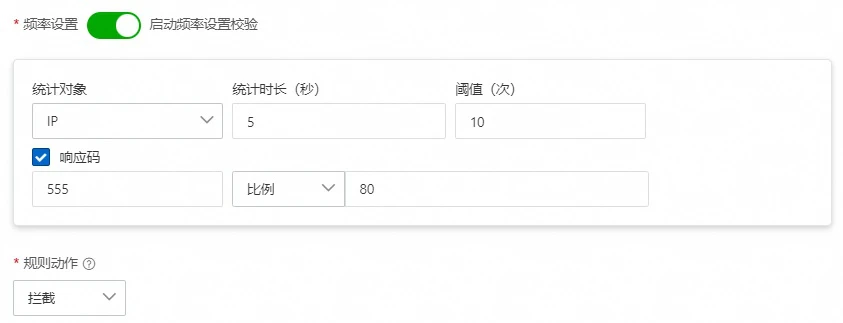 * 频率设置 启动频率设置校验
统计对象 统计时长（秒） 阈值（次）
IP 5 10
响应码
555 比例 80
* 规则动作 ?
拦截